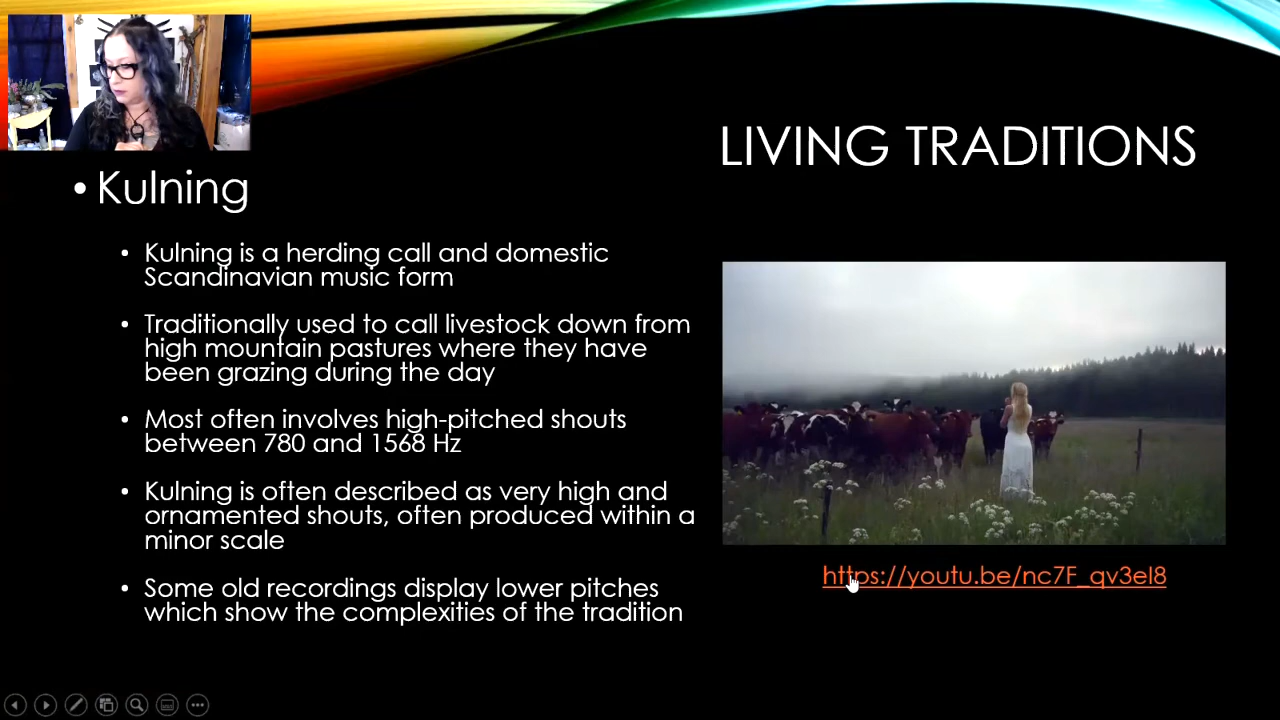 LIVING TRADITIONS
• Kulning
• Kulning is a herding call and domestic
Scandinavian music form
• Traditionally used to call livestock down from
high mountain pastures where they have
been grazing during the day
• Most often involves high-pitched shouts
between 780 and 1568 Hz
• Kulning is often described as very high and
ornamented shouts, often produced within a
minor scale
• Some old recordings display lower pitches
which show the complexities of the tradition
https://youtu.be/nc7F_qv3eI8